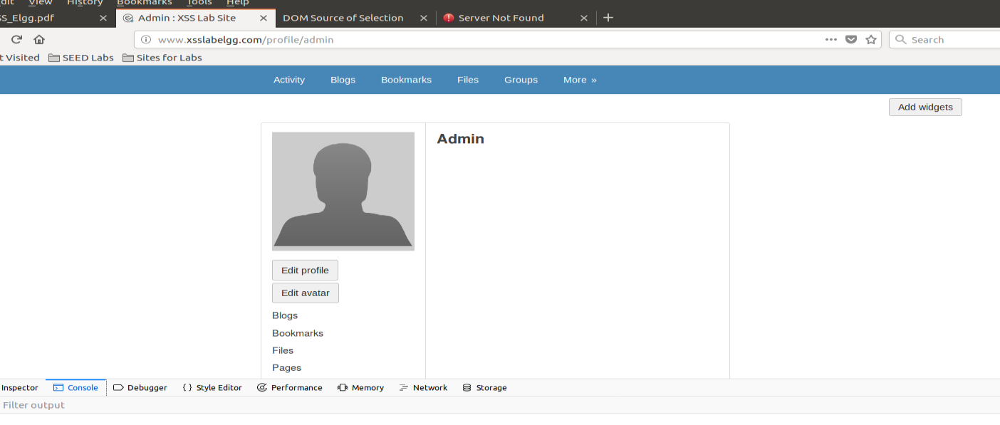 dit View History Bookmarks Tools Help
SS_Elgg.pdf Admin : XSS Lab Site DOM Source of Selection Server Not Found
www.xsslabelgg.com/profile/admin Search
t Visited SEED Labs Sites for Labs
Activity Blogs Bookmarks Files Groups More »
Add widgets
Admin
Edit profile
Edit avatar
Blogs
Bookmarks
Files
Pages
Inspector Console Debugger { } Style Editor Performance Memory Network Storage
Filter output